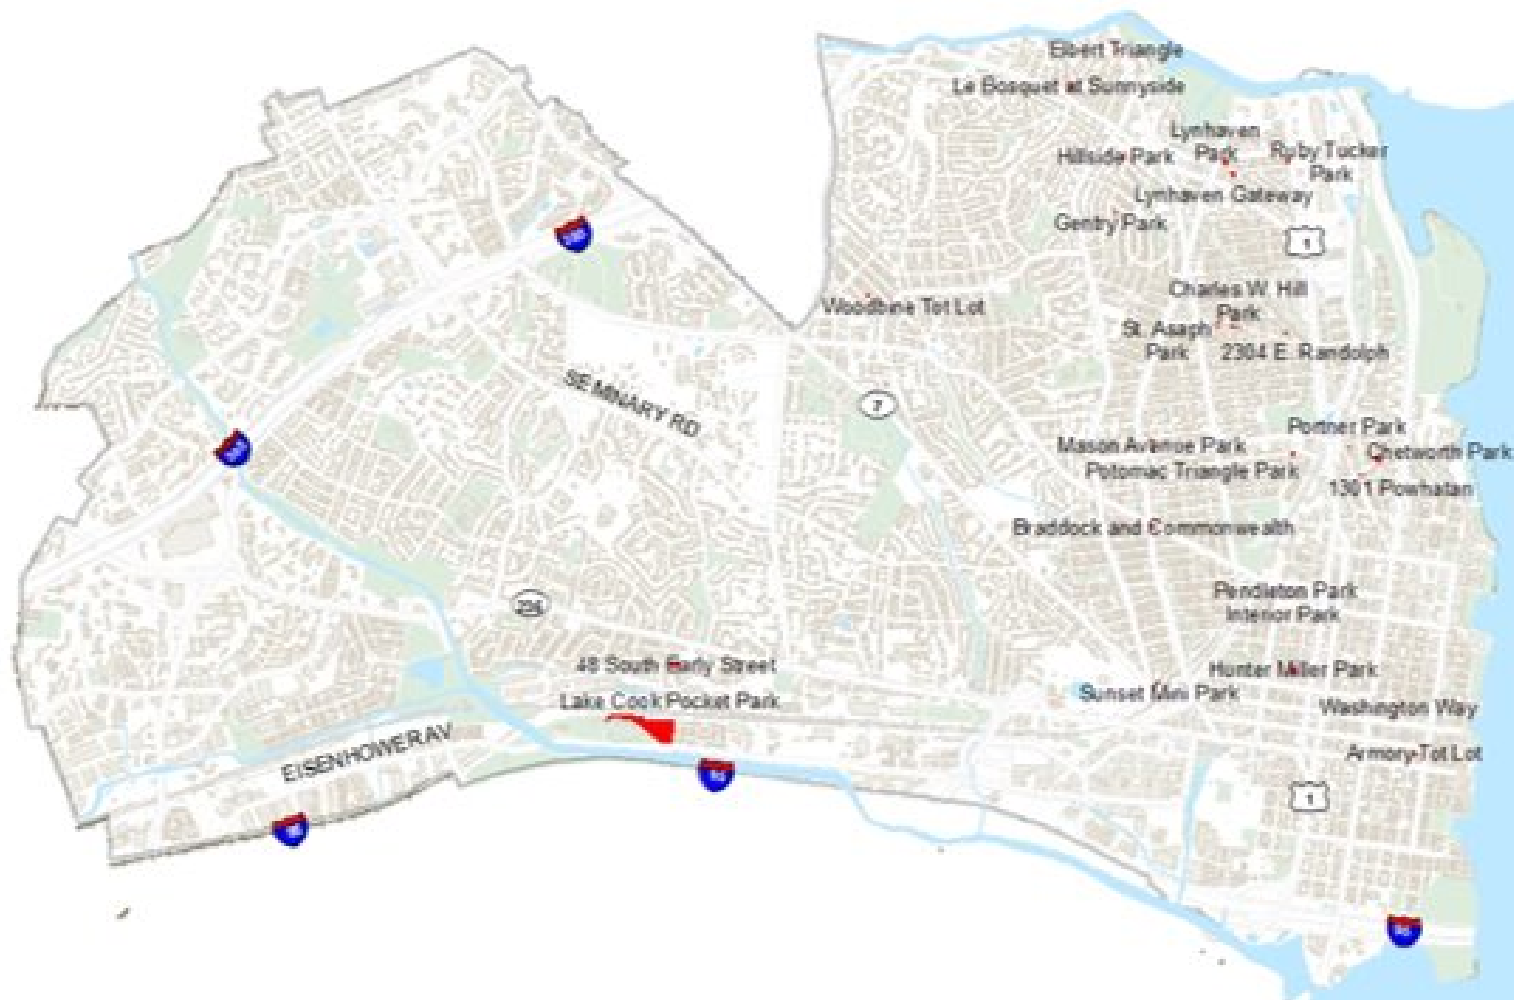 Elbert Triangle
Le Bosquet at Sunnyside
Lynhaven
Park
Hillside Park
Ruby Tucker
Park
Lynhaven Gateway
Gentry Park
1
Charles W. Hill
Park
Woodbine Tot Lot
St. Asaph
Park
2304 E. Randolph
SEMINARY RD
7
Portner Park
Mason Avenue Park
Chetworth Park
Potomac Triangle Park
1301 Powhatan
Braddock and Commonwealth
Pendleton Park
Interior Park
236
48 South Early Street
Hunter Miller Park
Sunset Mini Park
Lake Cook Pocket Park
Washington Way
EISENHOWER AV
Armory Tot Lot
1